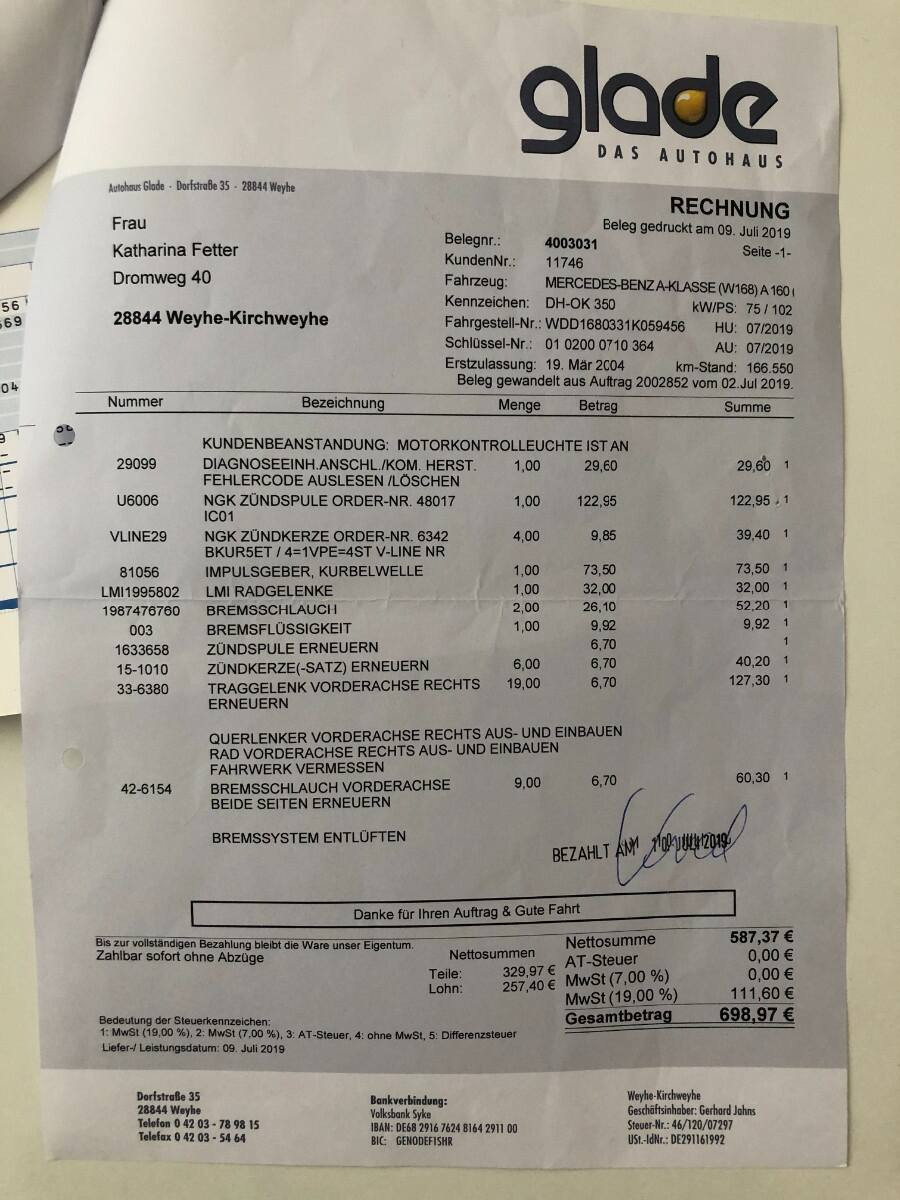 glade
DAS AUTOHAUS
Autohaus Glade · Dorfstraße 35 · 28844 Weyhe
Frau
Katharina Fetter
Dromweg 40
28844 Weyhe-Kirchweyhe
RECHNUNG
Beleg gedruckt am 09. Juli 2019
Seite -1-
Belegnr.: 4003031
KundenNr.: 11746
Fahrzeug: MERCEDES-BENZ A-KLASSE (W168) A 160 (
Kennzeichen: DH-OK 350 kW/PS: 75 / 102
Fahrgestell-Nr.: WDD1680331K059456 HU: 07/2019
Schlüssel-Nr.: 01 0200 0710 364 AU: 07/2019
Erstzulassung: 19. Mär 2004 km-Stand: 166.550
Beleg gewandelt aus Auftrag 2002852 vom 02.Jul 2019.
Nummer Bezeichnung Menge Betrag Summe
KUNDENBEANSTANDUNG: MOTORKONTROLLEUCHTE IST AN
29099 DIAGNOSEEINH.ANSCHL./KOM. HERST. 1,00 29,60 29,60 1
FEHLERCODE AUSLESEN /LÖSCHEN
U6006 NGK ZÜNDSPULE ORDER-NR. 48017 1,00 122,95 122,95 1
IC01
VLINE29 NGK ZÜNDKERZE ORDER-NR. 6342 4,00 9,85 39,40 1
BKUR5ET / 4=1VPE=4ST V-LINE NR
81056 IMPULSGEBER, KURBELWELLE 1,00 73,50 73,50 1
LMI1995802 LMI RADGELENKE 1,00 32,00 32,00 1
1987476760 BREMSSCHLAUCH 2,00 26,10 52,20 1
003 BREMSFLÜSSIGKEIT 1,00 9,92 9,92 1
1633658 ZÜNDSPULE ERNEUERN 6,70 1
15-1010 ZÜNDKERZE(-SATZ) ERNEUERN 6,00 6,70 40,20 1
33-6380 TRAGGELENK VORDERACHSE RECHTS 19,00 6,70 127,30 1
ERNEUERN
QUERLENKER VORDERACHSE RECHTS AUS- UND EINBAUEN
RAD VORDERACHSE RECHTS AUS- UND EINBAUEN
FAHRWERK VERMESSEN
42-6154 BREMSSCHLAUCH VORDERACHSE 9,00 6,70 60,30 1
BEIDE SEITEN ERNEUERN
BREMSSYSTEM ENTLÜFTEN
BEZAHLT AM JULI 2019
Danke für Ihren Auftrag & Gute Fahrt
Bis zur vollständigen Bezahlung bleibt die Ware unser Eigentum.
Zahlbar sofort ohne Abzüge
Nettosummen
Teile: 329,97 €
Lohn: 257,40 €
Nettosumme 587,37 €
AT-Steuer 0,00 €
MwSt (7,00 %) 0,00 €
MwSt (19,00 %) 111,60 €
Gesamtbetrag 698,97 €
Bedeutung der Steuerkennzeichen:
1: MwSt (19,00 %), 2: MwSt (7,00 %), 3: AT-Steuer, 4: ohne MwSt, 5: Differenzsteuer
Liefer-/ Leistungsdatum: 09. Juli 2019
Dorfstraße 35
28844 Weyhe
Telefon 0 42 03 - 78 98 15
Telefax 0 42 03 - 54 64
Bankverbindung:
Volksbank Syke
IBAN: DE68 2916 7624 8164 2911 00
BIC: GENODEF1SHR
Weyhe-Kirchweyhe
Geschäftsinhaber: Gerhard Jahns
Steuer-Nr.: 46/120/07297
USt.-IdNr.: DE291161992
56
569
04
9